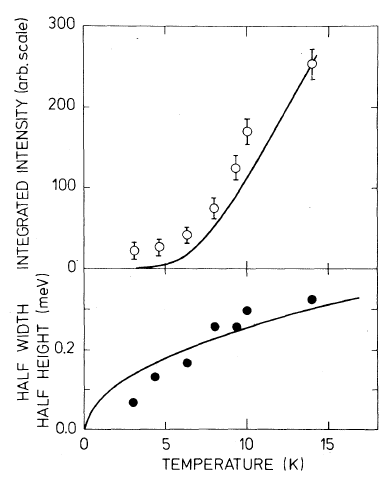 300
200
100
0
INTEGRATED INTENSITY (arb. scale)
0.2
0.0
HALF WIDTH
HALF HEIGHT (meV)
0 5 10 15
TEMPERATURE (K)